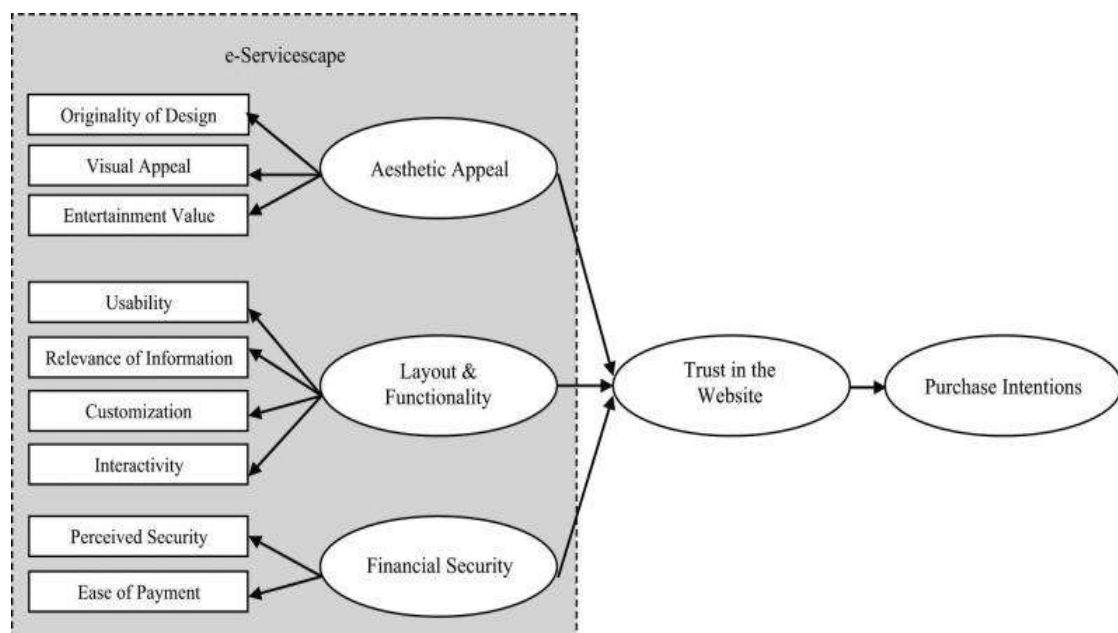 e-Servicescape
Originality of Design
Visual Appeal
Entertainment Value
Aesthetic Appeal
Usability
Relevance of Information
Customization
Interactivity
Layout &
Functionality
Perceived Security
Ease of Payment
Financial Security
Trust in the
Website
Purchase Intentions